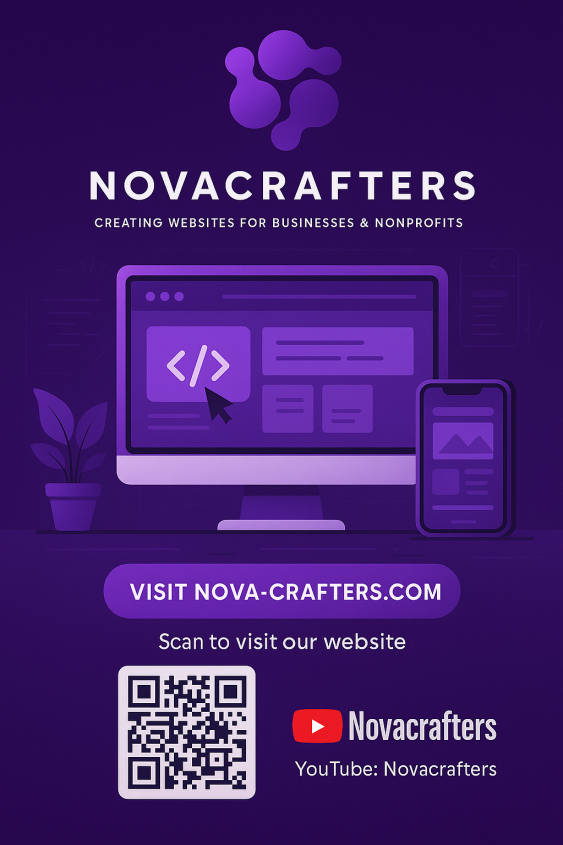 NOVACRAFTERS
CREATING WEBSITES FOR BUSINESSES & NONPROFITS
</>
VISIT NOVA-CRAFTERS.COM
Scan to visit our website
Novacrafters
YouTube: Novacrafters